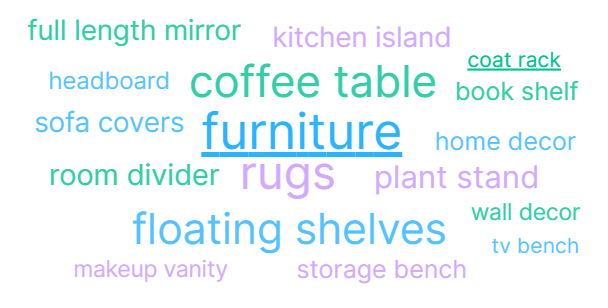 full length mirror
kitchen island
coat rack
headboard
coffee table
book shelf
sofa covers
furniture
home decor
room divider
rugs
plant stand
wall decor
floating shelves
tv bench
makeup vanity
storage bench